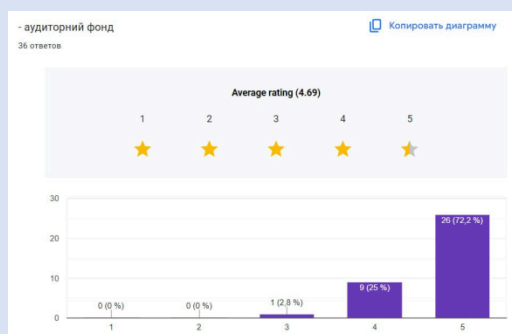 - аудиторний фонд
Копировать диаграмму
36 ответов
Average rating (4.69)
1 2 3 4 5
30
20
10
0
0 (0 %) 0 (0 %) 1 (2,8 %) 9 (25 %) 26 (72,2 %)
1 2 3 4 5